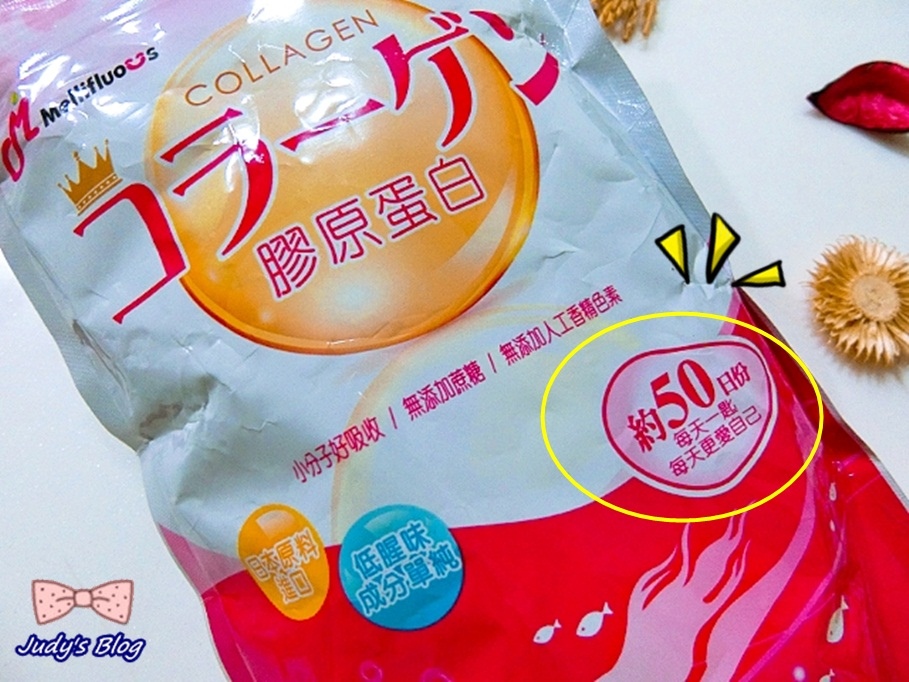 Mellifluous
COLLAGEN
コラーゲン
膠原蛋白
小分子好吸收 / 無添加蔗糖 / 無添加人工香精色素
約50日份
每天一匙
每天更愛自己
日本原料
進口
低腥味
成分單純
Judy's Blog